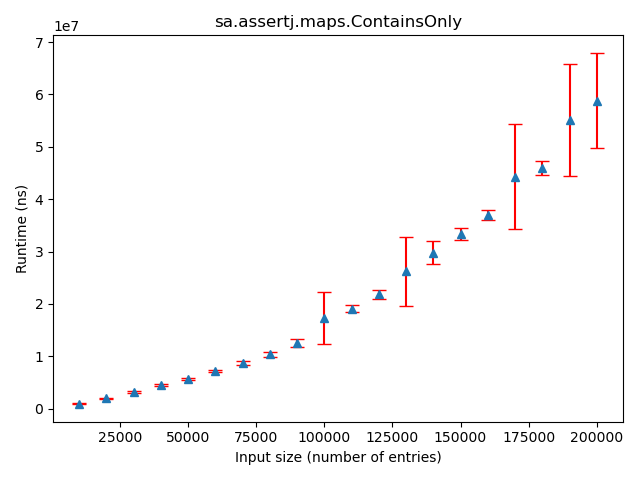 sa.assertj.maps.ContainsOnly
1e7
7
6
5
4
3
2
1
0
Runtime (ns)
25000 50000 75000 100000 125000 150000 175000 200000
Input size (number of entries)